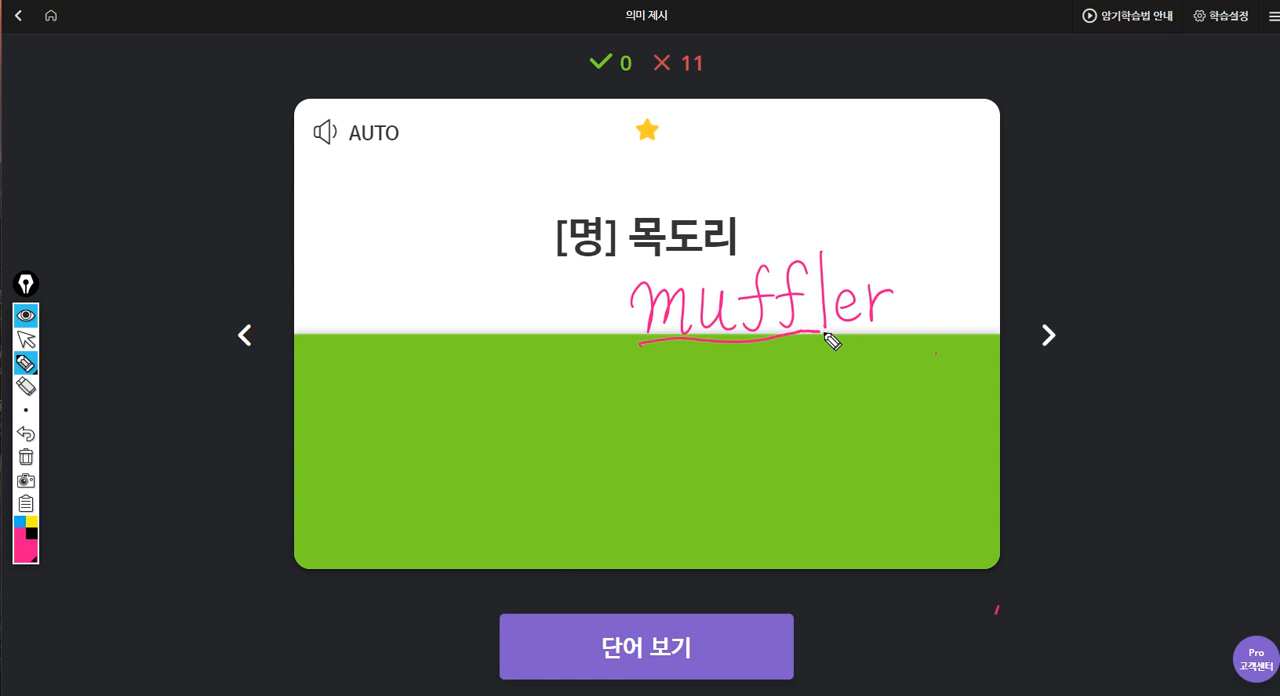 의미 제시
암기학습법 안내
학습설정
0 11
AUTO
[명] 목도리
muffler
단어 보기
Pro
고객센터